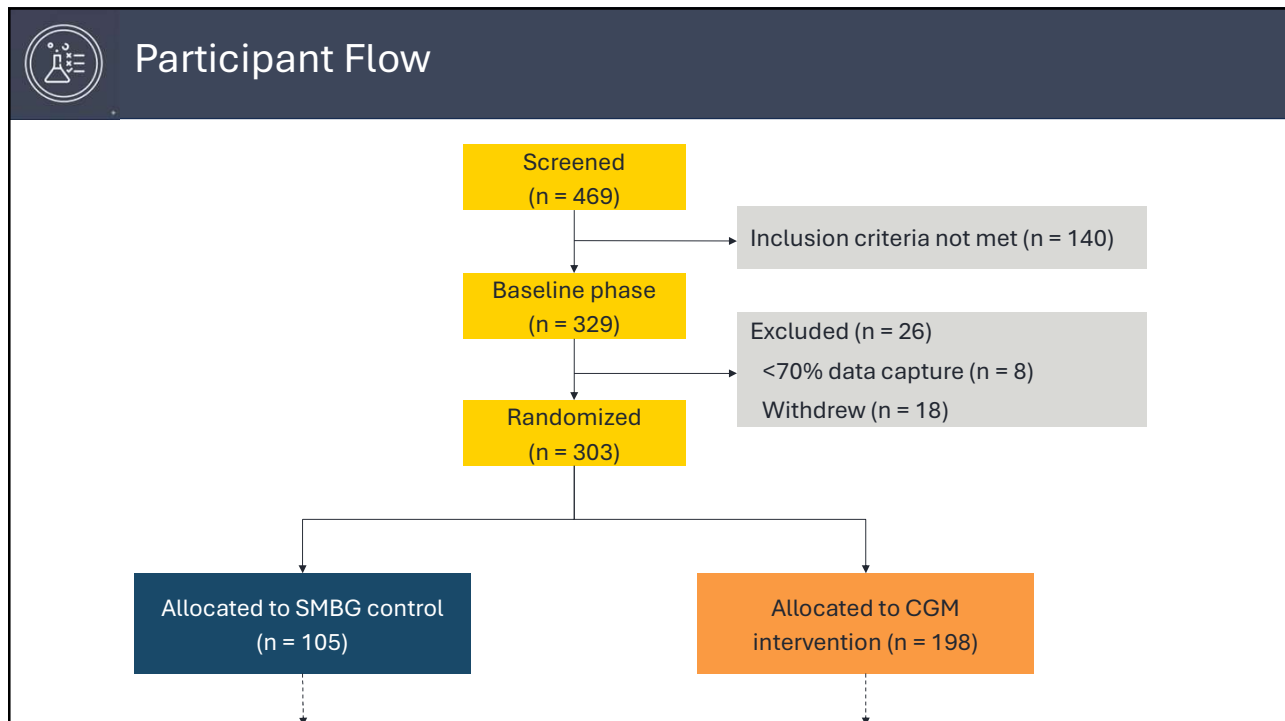 Participant Flow
Screened
(n = 469)
Inclusion criteria not met (n = 140)
Baseline phase
(n = 329)
Excluded (n = 26)
<70% data capture (n = 8)
Withdrew (n = 18)
Randomized
(n = 303)
Allocated to SMBG control
(n = 105)
Allocated to CGM
intervention (n = 198)